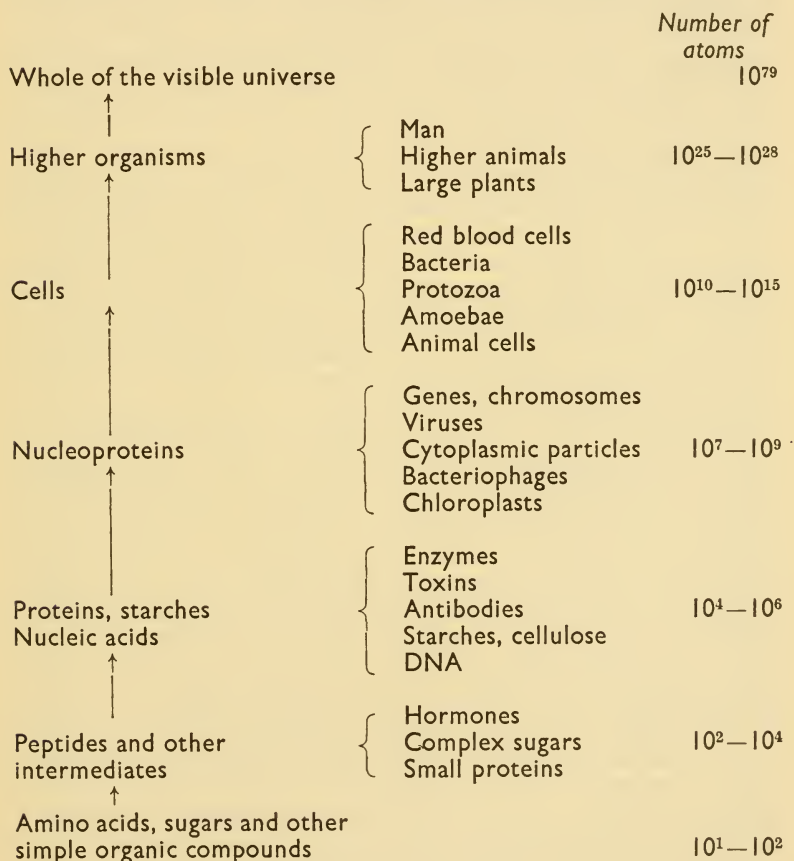 Number of
atoms
Whole of the visible universe 10⁷⁹
Man
Higher organisms Higher animals 10²⁵—10²⁸
Large plants
Red blood cells
Bacteria
Cells Protozoa 10¹⁰—10¹⁵
Amoebae
Animal cells
Genes, chromosomes
Viruses
Nucleoproteins Cytoplasmic particles 10⁷—10⁹
Bacteriophages
Chloroplasts
Enzymes
Toxins
Proteins, starches Antibodies 10⁴—10⁶
Nucleic acids Starches, cellulose
DNA
Hormones
Peptides and other Complex sugars 10²—10⁴
intermediates Small proteins
Amino acids, sugars and other
simple organic compounds 10¹—10²